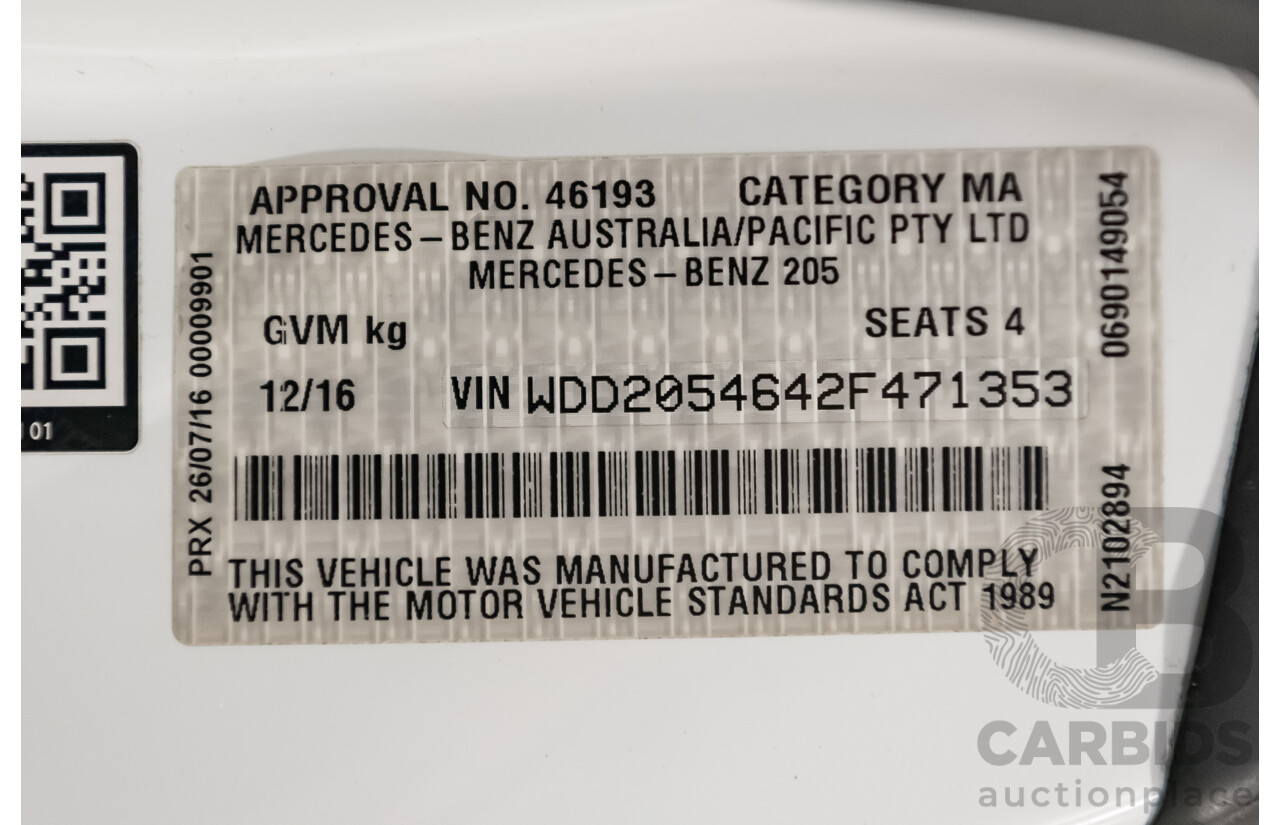 APPROVAL NO. 46193 CATEGORY MA
MERCEDES-BENZ AUSTRALIA/PACIFIC PTY LTD
MERCEDES-BENZ 205
GVM kg SEATS 4
12/16 VIN WDD2054642F471353
THIS VEHICLE WAS MANUFACTURED TO COMPLY
WITH THE MOTOR VEHICLE STANDARDS ACT 1989
PRX 26/07/16 00009901
0690149054
N2102894
01
CARBIDS
auctionplace